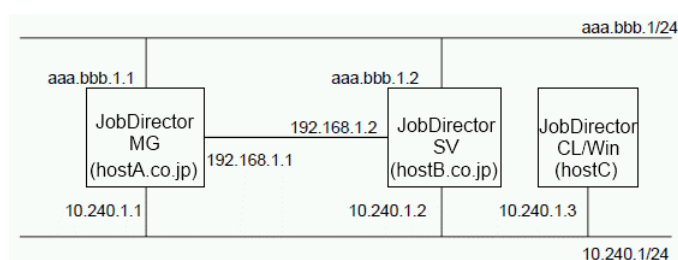 aaa.bbb.1/24
aaa.bbb.1.1
aaa.bbb.1.2
JobDirector
MG
(hostA.co.jp)
192.168.1.2
192.168.1.1
JobDirector
SV
(hostB.co.jp)
JobDirector
CL/Win
(hostC)
10.240.1.1
10.240.1.2
10.240.1.3
10.240.1/24